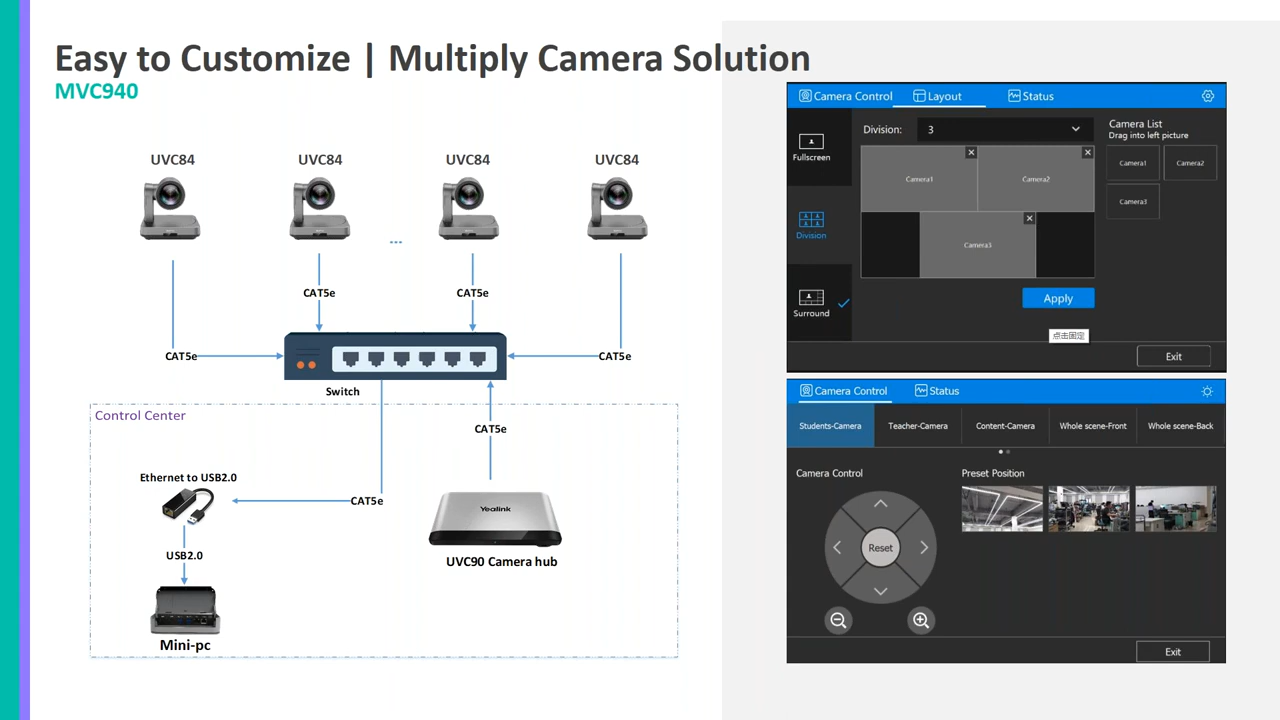 Easy to Customize | Multiply Camera Solution
MVC940
UVC84
UVC84
UVC84
UVC84
...
CAT5e
CAT5e
CAT5e
CAT5e
Switch
Control Center
CAT5e
Ethernet to USB2.0
CAT5e
Yealink
USB2.0
UVC90 Camera hub
Mini-pc
Camera Control
Layout
Status
Division:
3
Camera List
Drag into left picture
Fullscreen
Camera1
Camera2
Camera1
Camera2
Camera3
Division
Camera3
Surround
Apply
点击固定
Exit
Camera Control
Status
Students-Camera
Teacher-Camera
Content-Camera
Whole scene-Front
Whole scene-Back
Camera Control
Preset Position
Reset
Exit